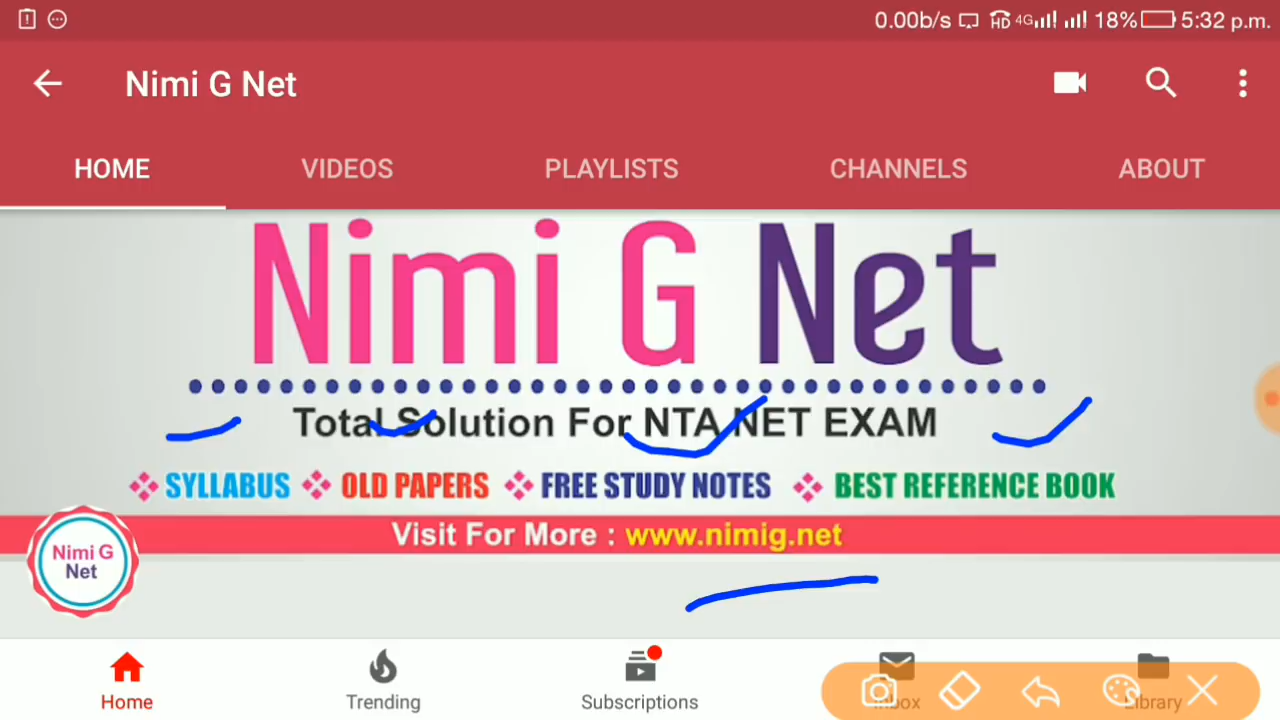 0.00b/s HD 4G 18% 5:32 p.m.
Nimi G Net
HOME VIDEOS PLAYLISTS CHANNELS ABOUT
Nimi G Net
Total Solution For NTA NET EXAM
SYLLABUS OLD PAPERS FREE STUDY NOTES BEST REFERENCE BOOK
Visit For More : www.nimig.net
Nimi G
Net
Home Trending Subscriptions Inbox Library